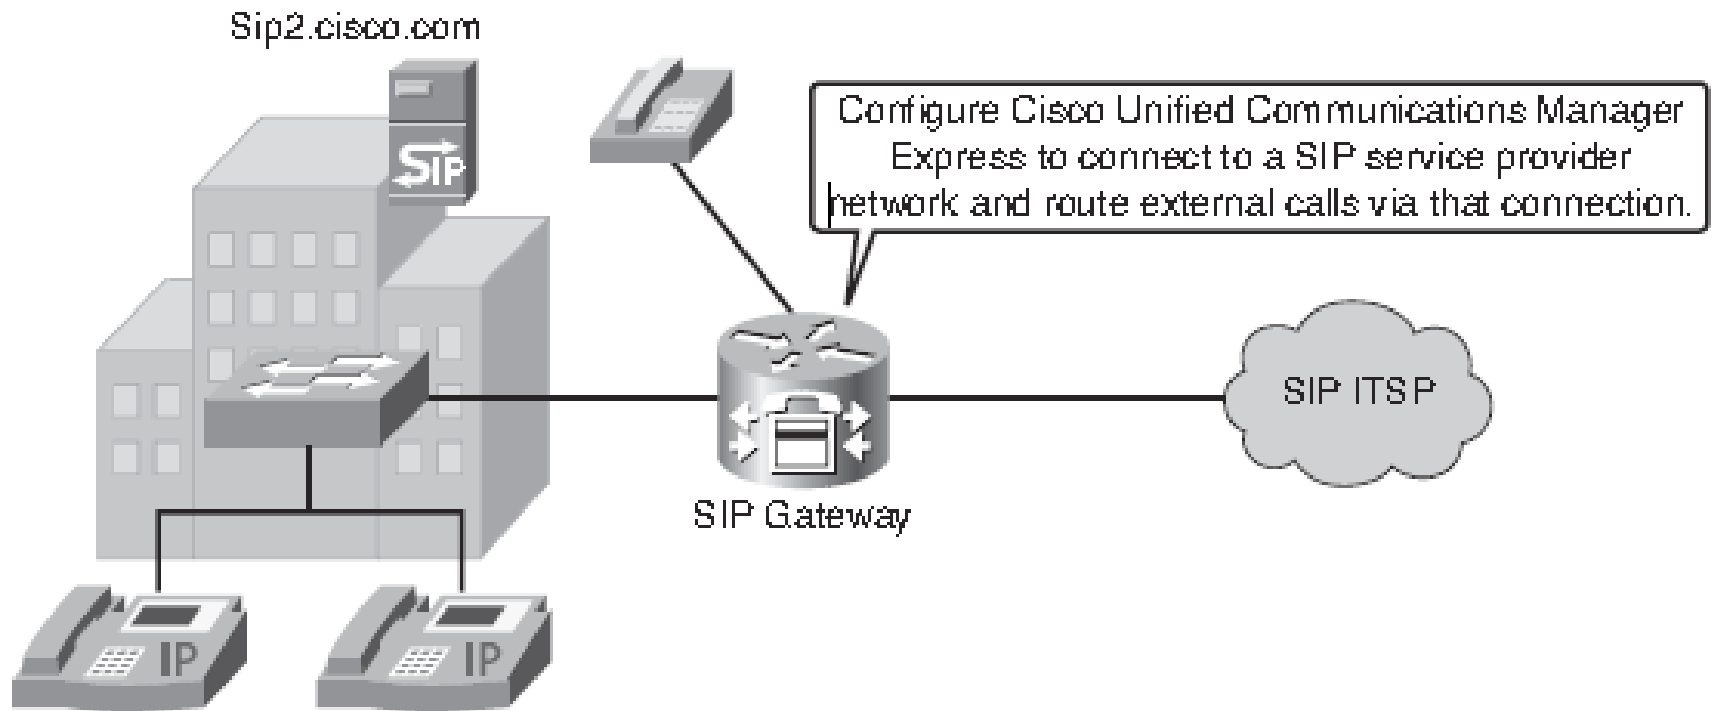 Sip2.cisco.com
SIP
Configure Cisco Unified Communications Manager
Express to connect to a SIP service provider
network and route external calls via that connection.
SIP ITSP
SIP Gateway
IP
IP